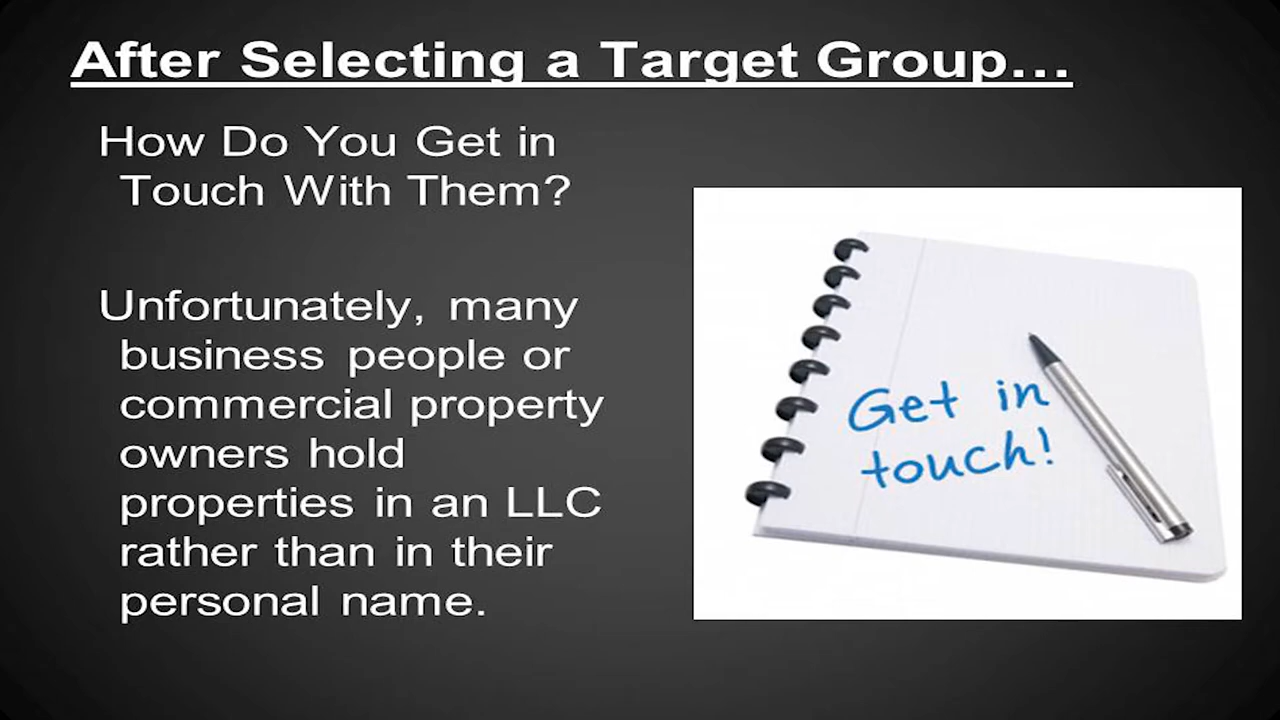 After Selecting a Target Group...
How Do You Get in
Touch With Them?
Unfortunately, many
business people or
commercial property
owners hold
properties in an LLC
rather than in their
personal name.
Get in
touch!